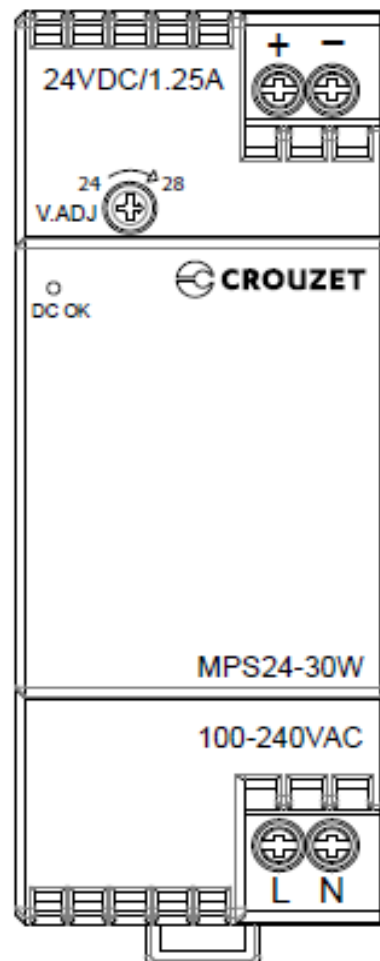 + −
24VDC/1.25A
24 28
V.ADJ
CROUZET
DC OK
MPS24-30W
100-240VAC
L N